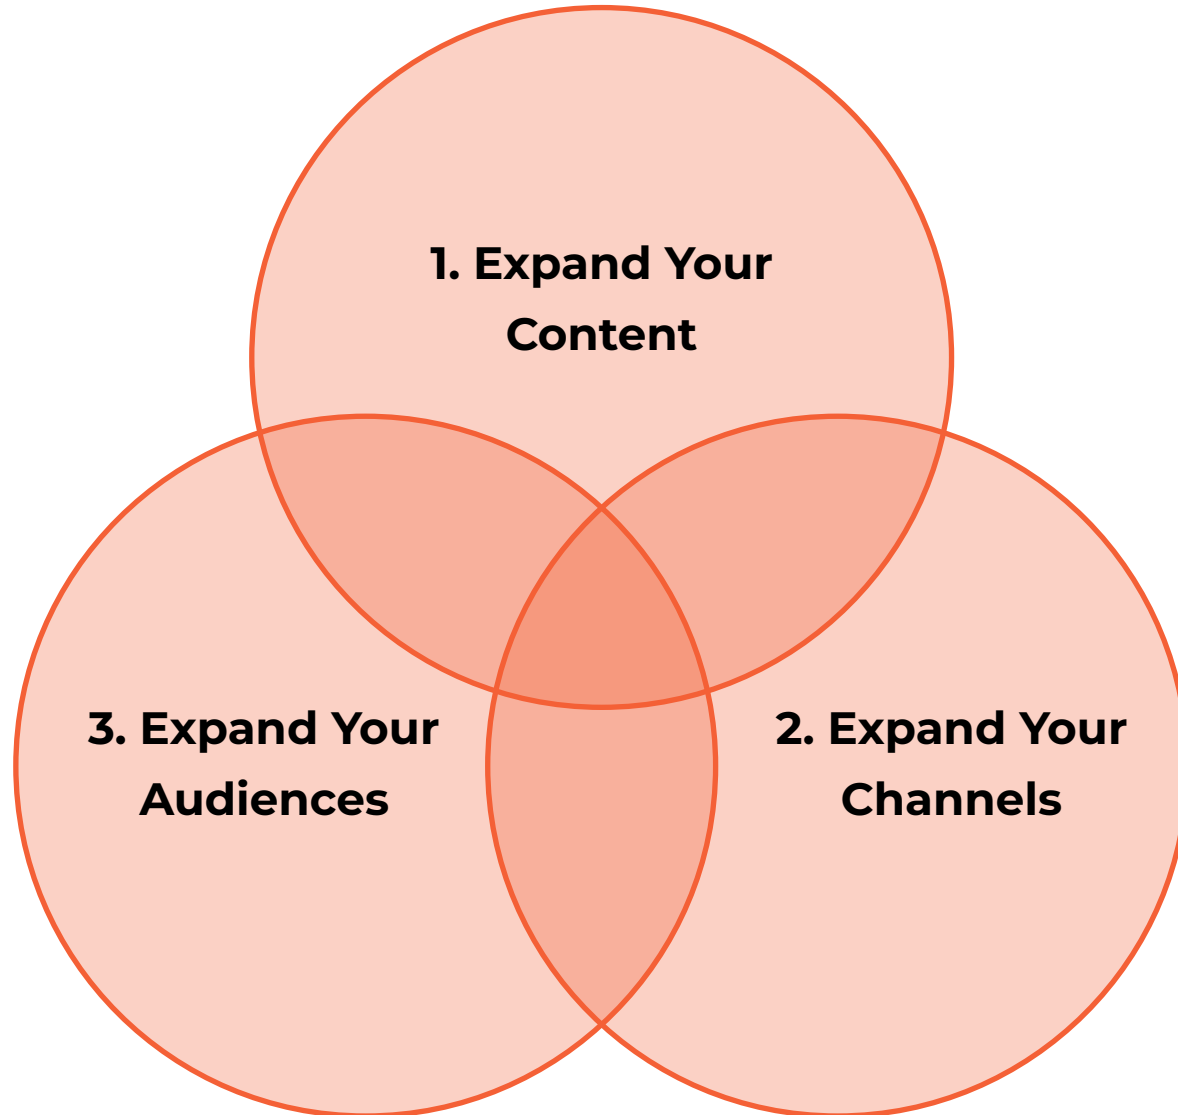 1. Expand Your
Content
3. Expand Your
Audiences
2. Expand Your
Channels